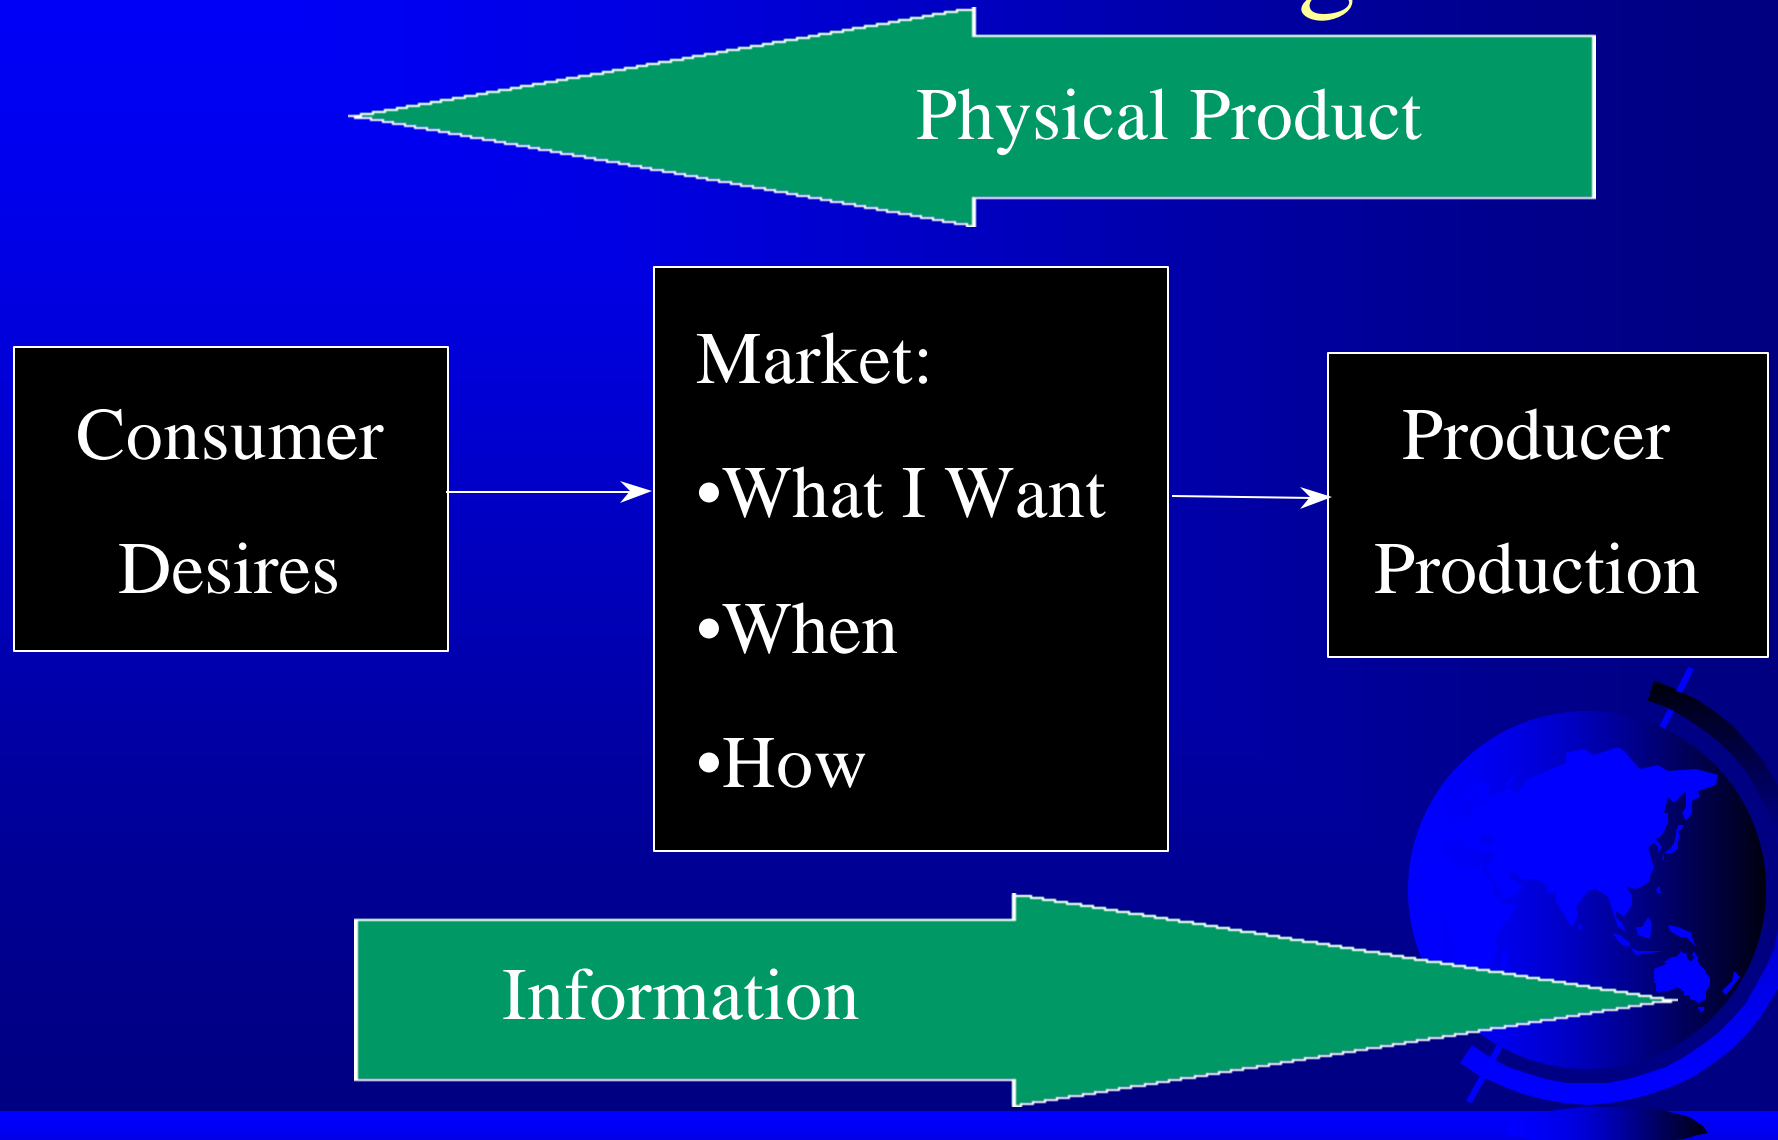 Physical Product
Consumer
Desires
Market:
•What I Want
•When
•How
Producer
Production
Information